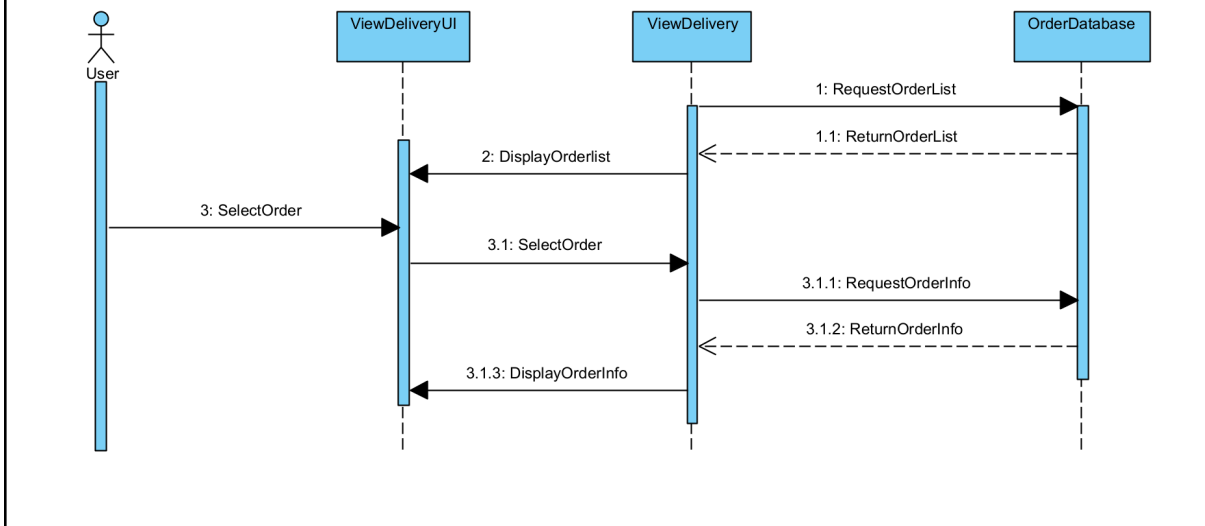 ViewDeliveryUI
ViewDelivery
OrderDatabase
User
1: RequestOrderList
1.1: ReturnOrderList
2: DisplayOrderlist
3: SelectOrder
3.1: SelectOrder
3.1.1: RequestOrderInfo
3.1.2: ReturnOrderInfo
3.1.3: DisplayOrderInfo